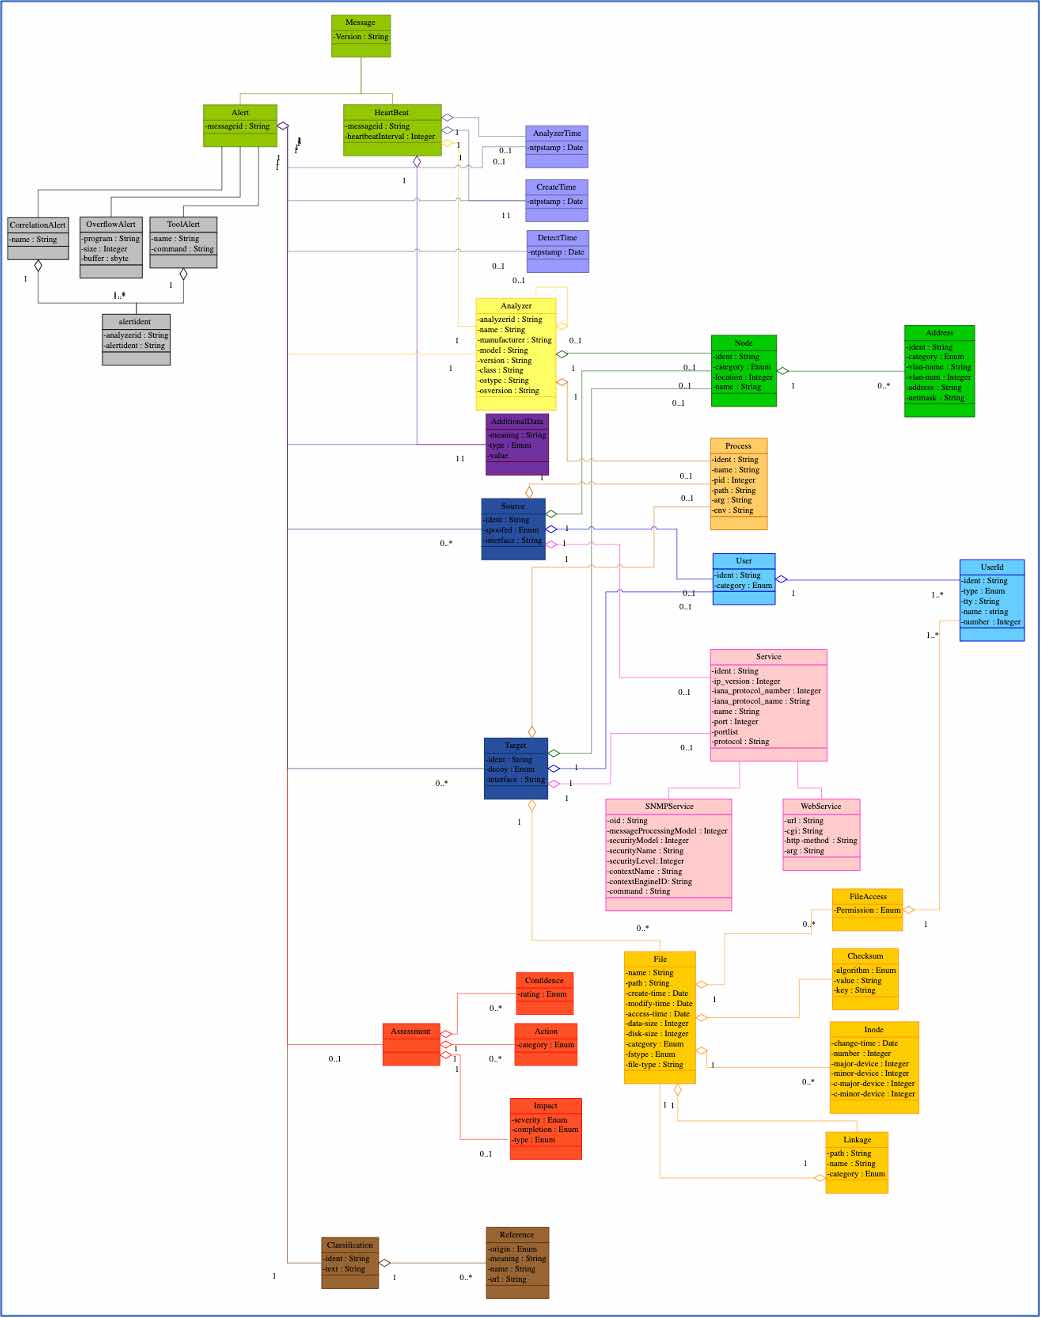 Message
-Version : String
Alert
-messageid : String
HeartBeat
-messageid : String
-heartbeatInterval : Integer
1
1
1
1
1
1
AnalyzerTime
-ntpstamp : Date
0..1
0..1
CreateTime
-ntpstamp : Date
1 1
DetectTime
-ntpstamp : Date
0..1
CorrelationAlert
-name : String
OverflowAlert
-program : String
-size : Integer
-buffer : sbyte
ToolAlert
-name : String
-command : String
1
1
1..*
alertident
-analyzerid : String
-alertident : String
0..1
Analyzer
-analyzerid : String
-name : String
-manufacturer : String
-model : String
-version : String
-class : String
-ostype : String
-osversion : String
0..1
1
1
1
1
Node
-ident : String
-category : Enum
-location : Integer
-name : String
0..1
0..1
0..1
1
0..*
Address
-ident : String
-category : Enum
-vlan-name : String
-vlan-num : Integer
-address : String
-netmask : String
AdditionalData
-meaning : String
-type : Enum
-value
1 1
1
Process
-ident : String
-name : String
-pid : Integer
-path : String
-arg : String
-env : String
0..1
0..1
Source
-ident : String
-spoofed : Enum
-interface : String
0..*
1
1
1
User
-ident : String
-category : Enum
0..1
0..1
1
1..*
1..*
UserId
-ident : String
-type : Enum
-tty : String
-name : string
-number : Integer
Service
-ident : String
-ip_version : Integer
-iana_protocol_number : Integer
-iana_protocol_name : String
-name : String
-port : Integer
-portlist
-protocol : String
0..1
0..1
Target
-ident : String
-decoy : Enum
-interface : String
0..*
1
1
1
1
SNMPService
-oid : String
-messageProcessingModel : Integer
-securityModel : Integer
-securityName : String
-securityLevel: Integer
-contextName : String
-contextEngineID: String
-command : String
WebService
-url : String
-cgi : String
-http-method : String
-arg : String
FileAccess
-Permission : Enum
0..*
1
0..*
File
-name : String
-path : String
-create-time : Date
-modify-time : Date
-access-time : Date
-data-size : Integer
-disk-size : Integer
-category : Enum
-fstype : Enum
-file-type : String
1
1
1 1
Checksum
-algorithm : Enum
-value : String
-key : String
Inode
-change-time : Date
-number : Integer
-major-device : Integer
-minor-device : Integer
-c-major-device : Integer
-c-minor-device : Integer
0..*
Linkage
-path : String
-name : String
-category : Enum
1
Confidence
-rating : Enum
0..*
Assessment
0..1
1
1
1
Action
-category : Enum
0..*
Impact
-severity : Enum
-completion : Enum
-type : Enum
0..1
Classification
-ident : String
-text : String
1
1
0..*
Reference
-origin : Enum
-meaning : String
-name : String
-url : String